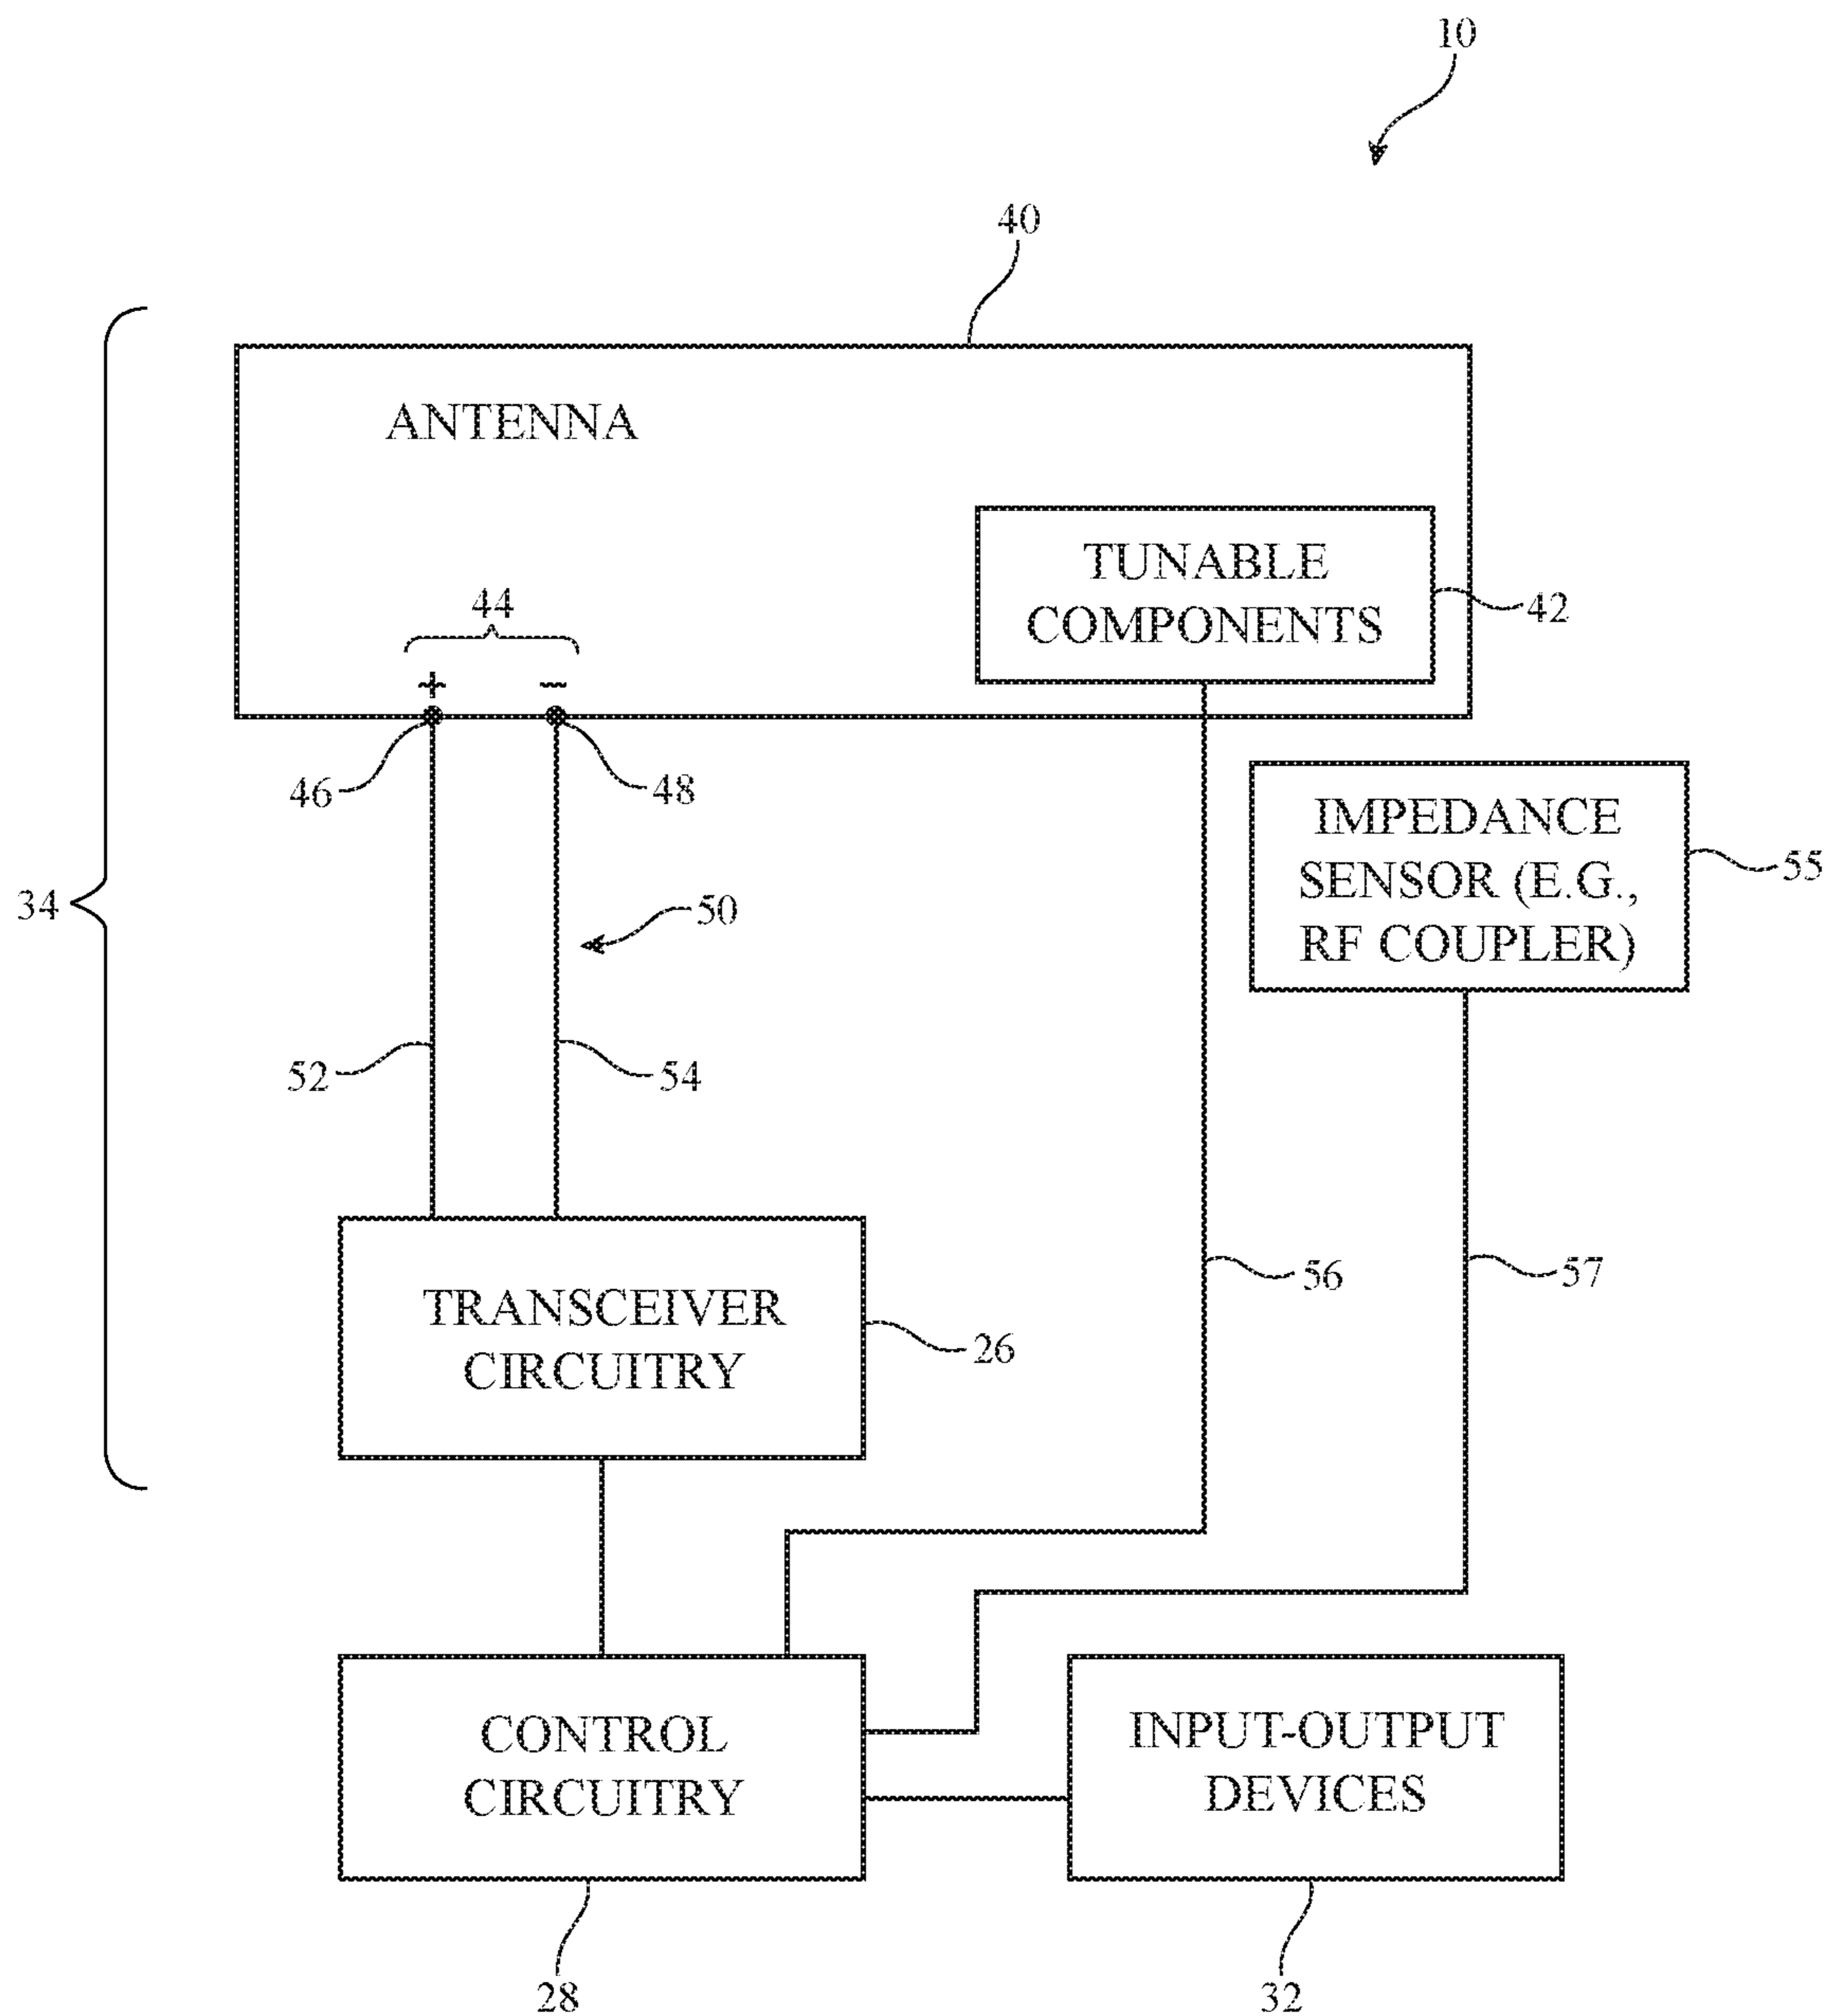 10
40
ANTENNA
TUNABLE
COMPONENTS
42
44
+ −
46
48
IMPEDANCE
SENSOR (E.G.,
RF COUPLER)
55
34
50
52
54
56
57
TRANSCEIVER
CIRCUITRY
26
CONTROL
CIRCUITRY
INPUT-OUTPUT
DEVICES
28
32